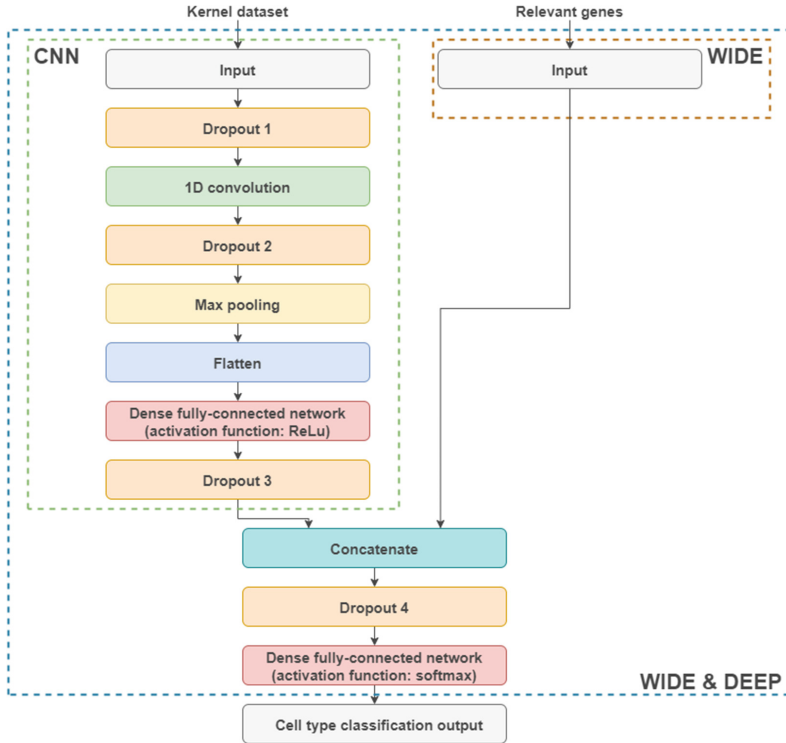 Kernel dataset
Relevant genes
CNN
WIDE
Input
Input
Dropout 1
1D convolution
Dropout 2
Max pooling
Flatten
Dense fully-connected network
(activation function: ReLu)
Dropout 3
Concatenate
Dropout 4
Dense fully-connected network
(activation function: softmax)
WIDE & DEEP
Cell type classification output